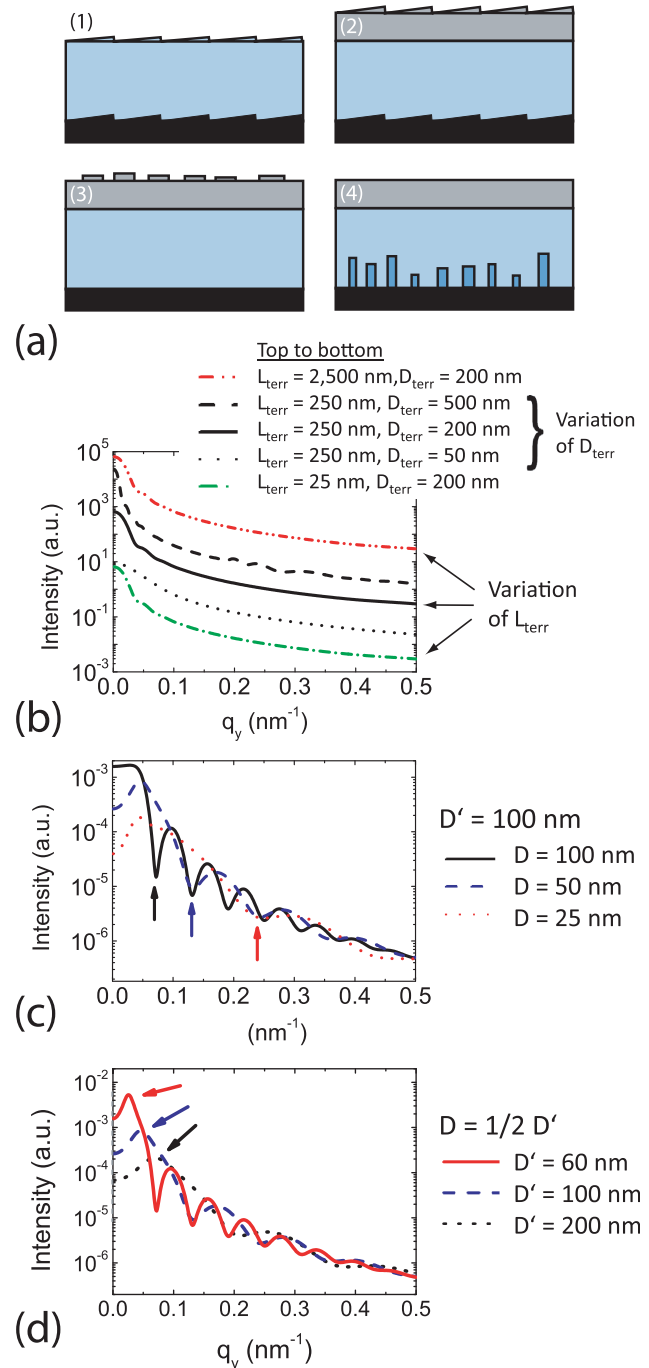 (1)
(2)
(3)
(4)
(a)
Top to bottom
L_terr = 2,500 nm,D_terr = 200 nm
L_terr = 250 nm, D_terr = 500 nm
L_terr = 250 nm, D_terr = 200 nm
L_terr = 250 nm, D_terr = 50 nm
L_terr = 25 nm, D_terr = 200 nm
Variation
of D_terr
Intensity (a.u.)
10^5
10^3
10^1
10^-1
10^-3
Variation
of L_terr
0.0 0.1 0.2 0.3 0.4 0.5
q_y (nm^-1)
(b)
Intensity (a.u.)
10^-3
10^-4
10^-5
10^-6
D‘ = 100 nm
D = 100 nm
D = 50 nm
D = 25 nm
0.0 0.1 0.2 0.3 0.4 0.5
(nm^-1)
(c)
Intensity (a.u.)
10^-2
10^-3
10^-4
10^-5
10^-6
D = 1/2 D‘
D‘ = 60 nm
D‘ = 100 nm
D‘ = 200 nm
0.0 0.1 0.2 0.3 0.4 0.5
q_y (nm^-1)
(d)